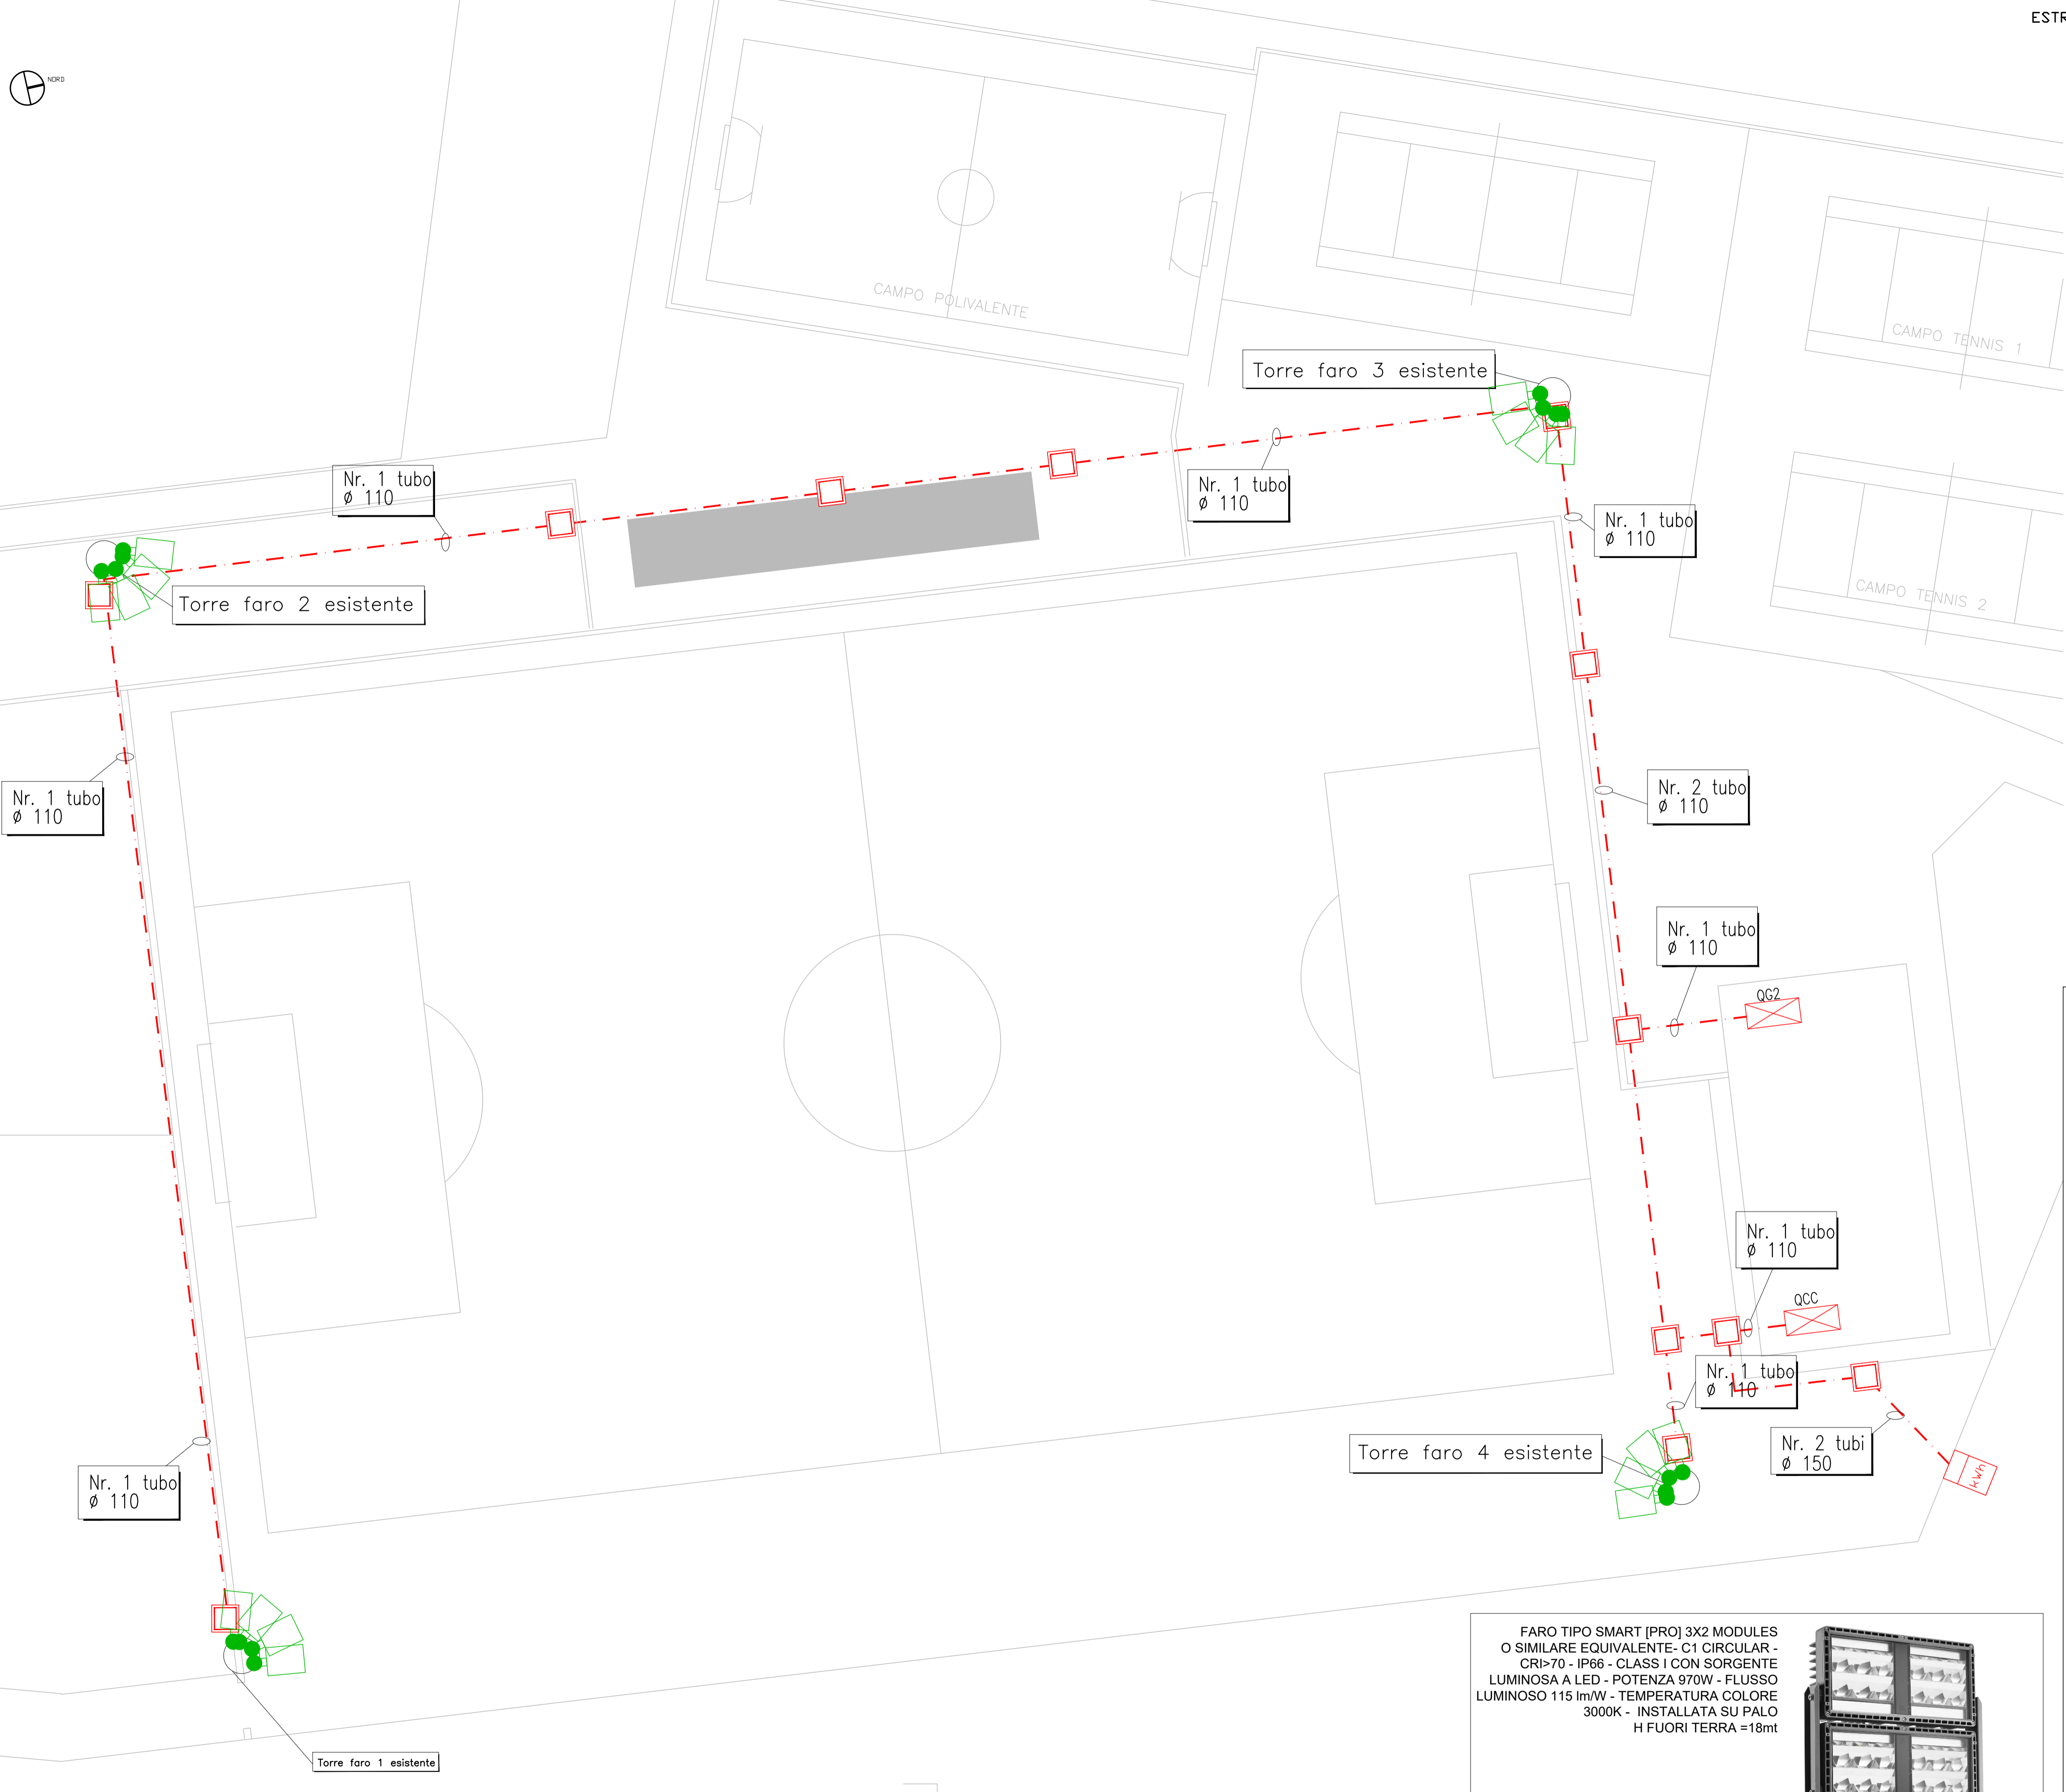 ESTR
NORD
CAMPO POLIVALENTE
CAMPO TENNIS 1
Torre faro 3 esistente
Nr. 1 tubo
ø 110
Nr. 1 tubo
ø 110
Nr. 1 tubo
ø 110
CAMPO TENNIS 2
Torre faro 2 esistente
Nr. 1 tubo
ø 110
Nr. 2 tubo
ø 110
Nr. 1 tubo
ø 110
QG2
Nr. 1 tubo
ø 110
QCC
Nr. 1 tubo
ø 110
Torre faro 4 esistente
Nr. 2 tubi
ø 150
kWh
Nr. 1 tubo
ø 110
FARO TIPO SMART [PRO] 3X2 MODULES
O SIMILARE EQUIVALENTE- C1 CIRCULAR -
CRI>70 - IP66 - CLASS I CON SORGENTE
LUMINOSA A LED - POTENZA 970W - FLUSSO
LUMINOSO 115 lm/W - TEMPERATURA COLORE
3000K - INSTALLATA SU PALO
H FUORI TERRA =18mt
Torre faro 1 esistente